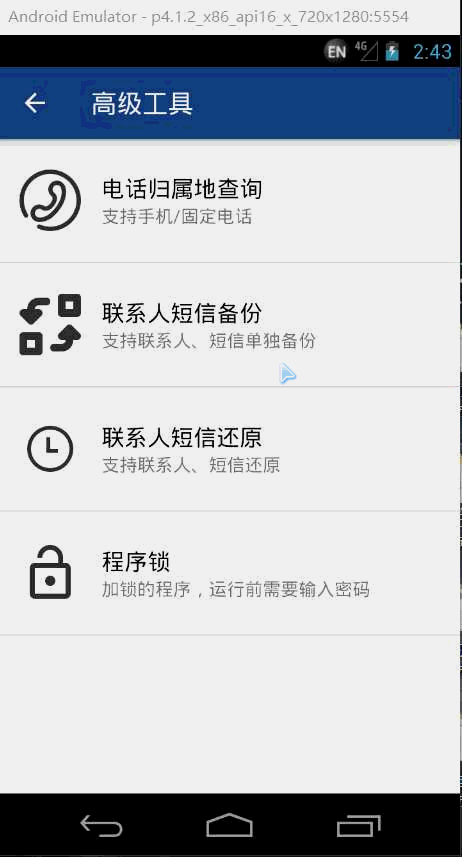 Android Emulator - p4.1.2_x86_api16_x_720x1280:5554
EN 4G 2:43
高级工具
电话归属地查询
支持手机/固定电话
联系人短信备份
支持联系人、短信单独备份
联系人短信还原
支持联系人、短信还原
程序锁
加锁的程序，运行前需要输入密码